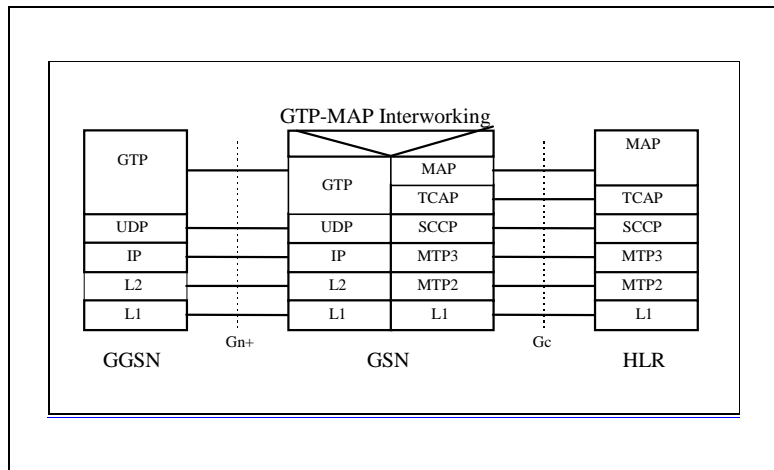 GTP-MAP Interworking
GTP MAP MAP
GTP
TCAP TCAP
UDP UDP SCCP SCCP
IP IP MTP3 MTP3
L2 L2 MTP2 MTP2
L1 L1 L1 L1
Gn+ Gc
GGSN GSN HLR